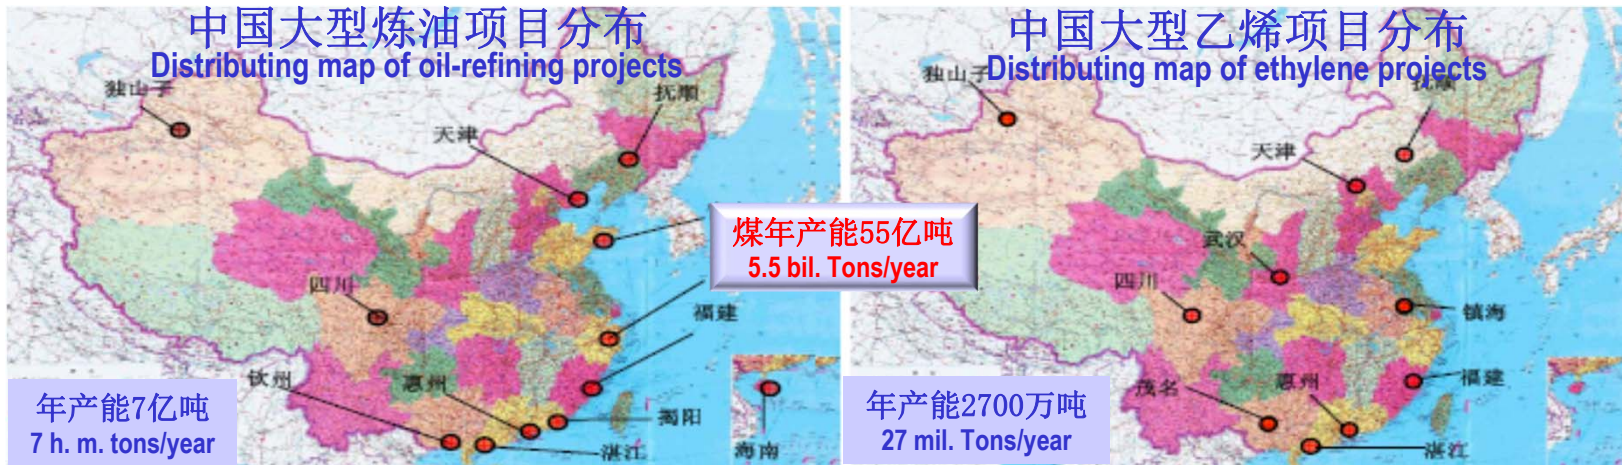 中国大型炼油项目分布
Distributing map of oil-refining projects
独山子
抚顺
天津
四川
福建
钦州
惠州
揭阳
湛江
海南
年产能7亿吨
7 h. m. tons/year
煤年产能55亿吨
5.5 bil. Tons/year
中国大型乙烯项目分布
Distributing map of ethylene projects
独山子
抚顺
天津
武汉
四川
镇海
茂名
惠州
福建
湛江
年产能2700万吨
27 mil. Tons/year